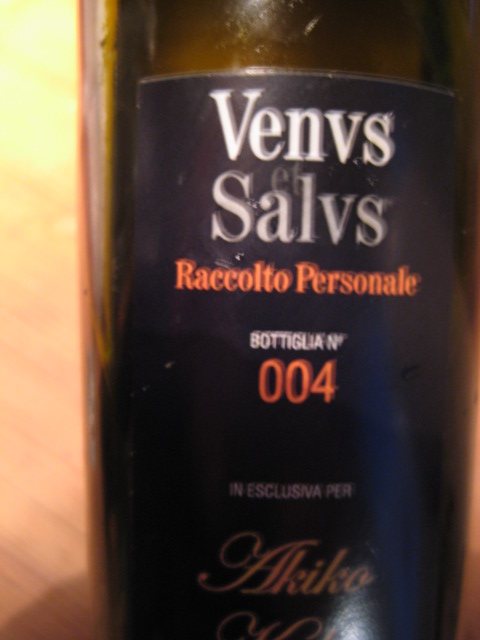 Venvs
et
Salvs
Raccolto Personale
BOTTIGLIA N°
004
IN ESCLUSIVA PER
Akiko